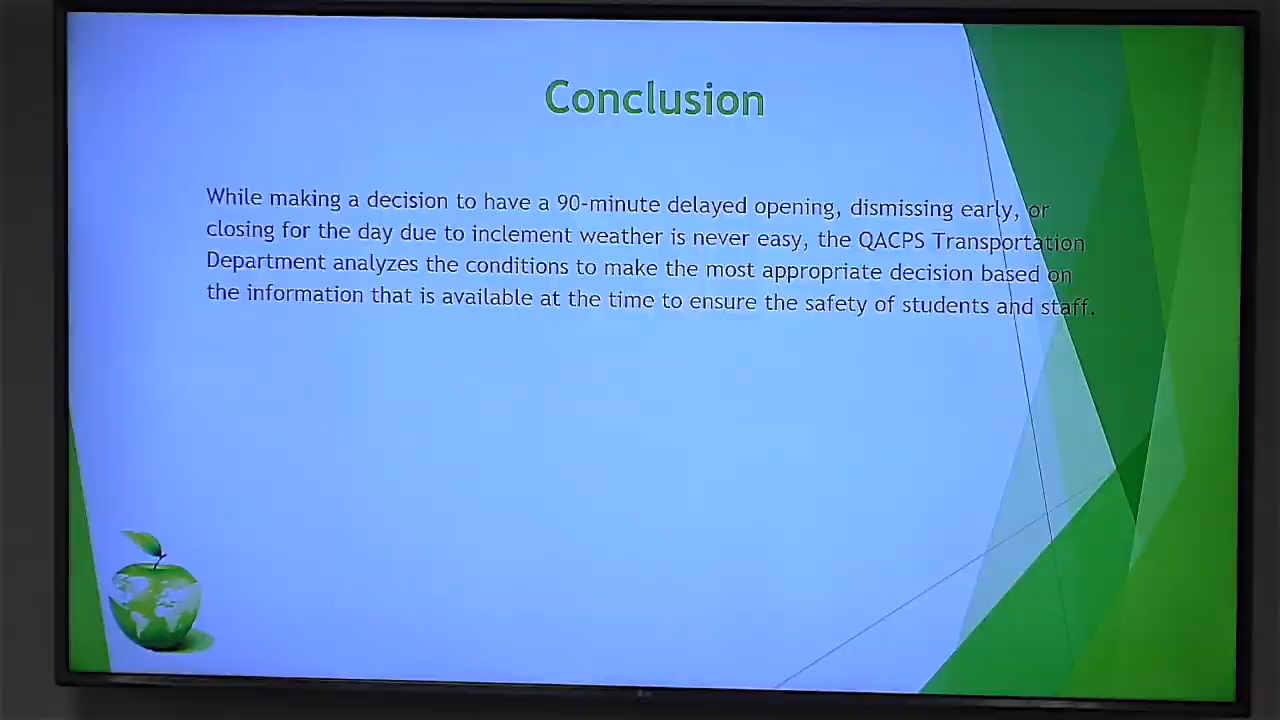 Conclusion
While making a decision to have a 90-minute delayed opening, dismissing early, or
closing for the day due to inclement weather is never easy, the QACPS Transportation
Department analyzes the conditions to make the most appropriate decision based on
the information that is available at the time to ensure the safety of students and staff.